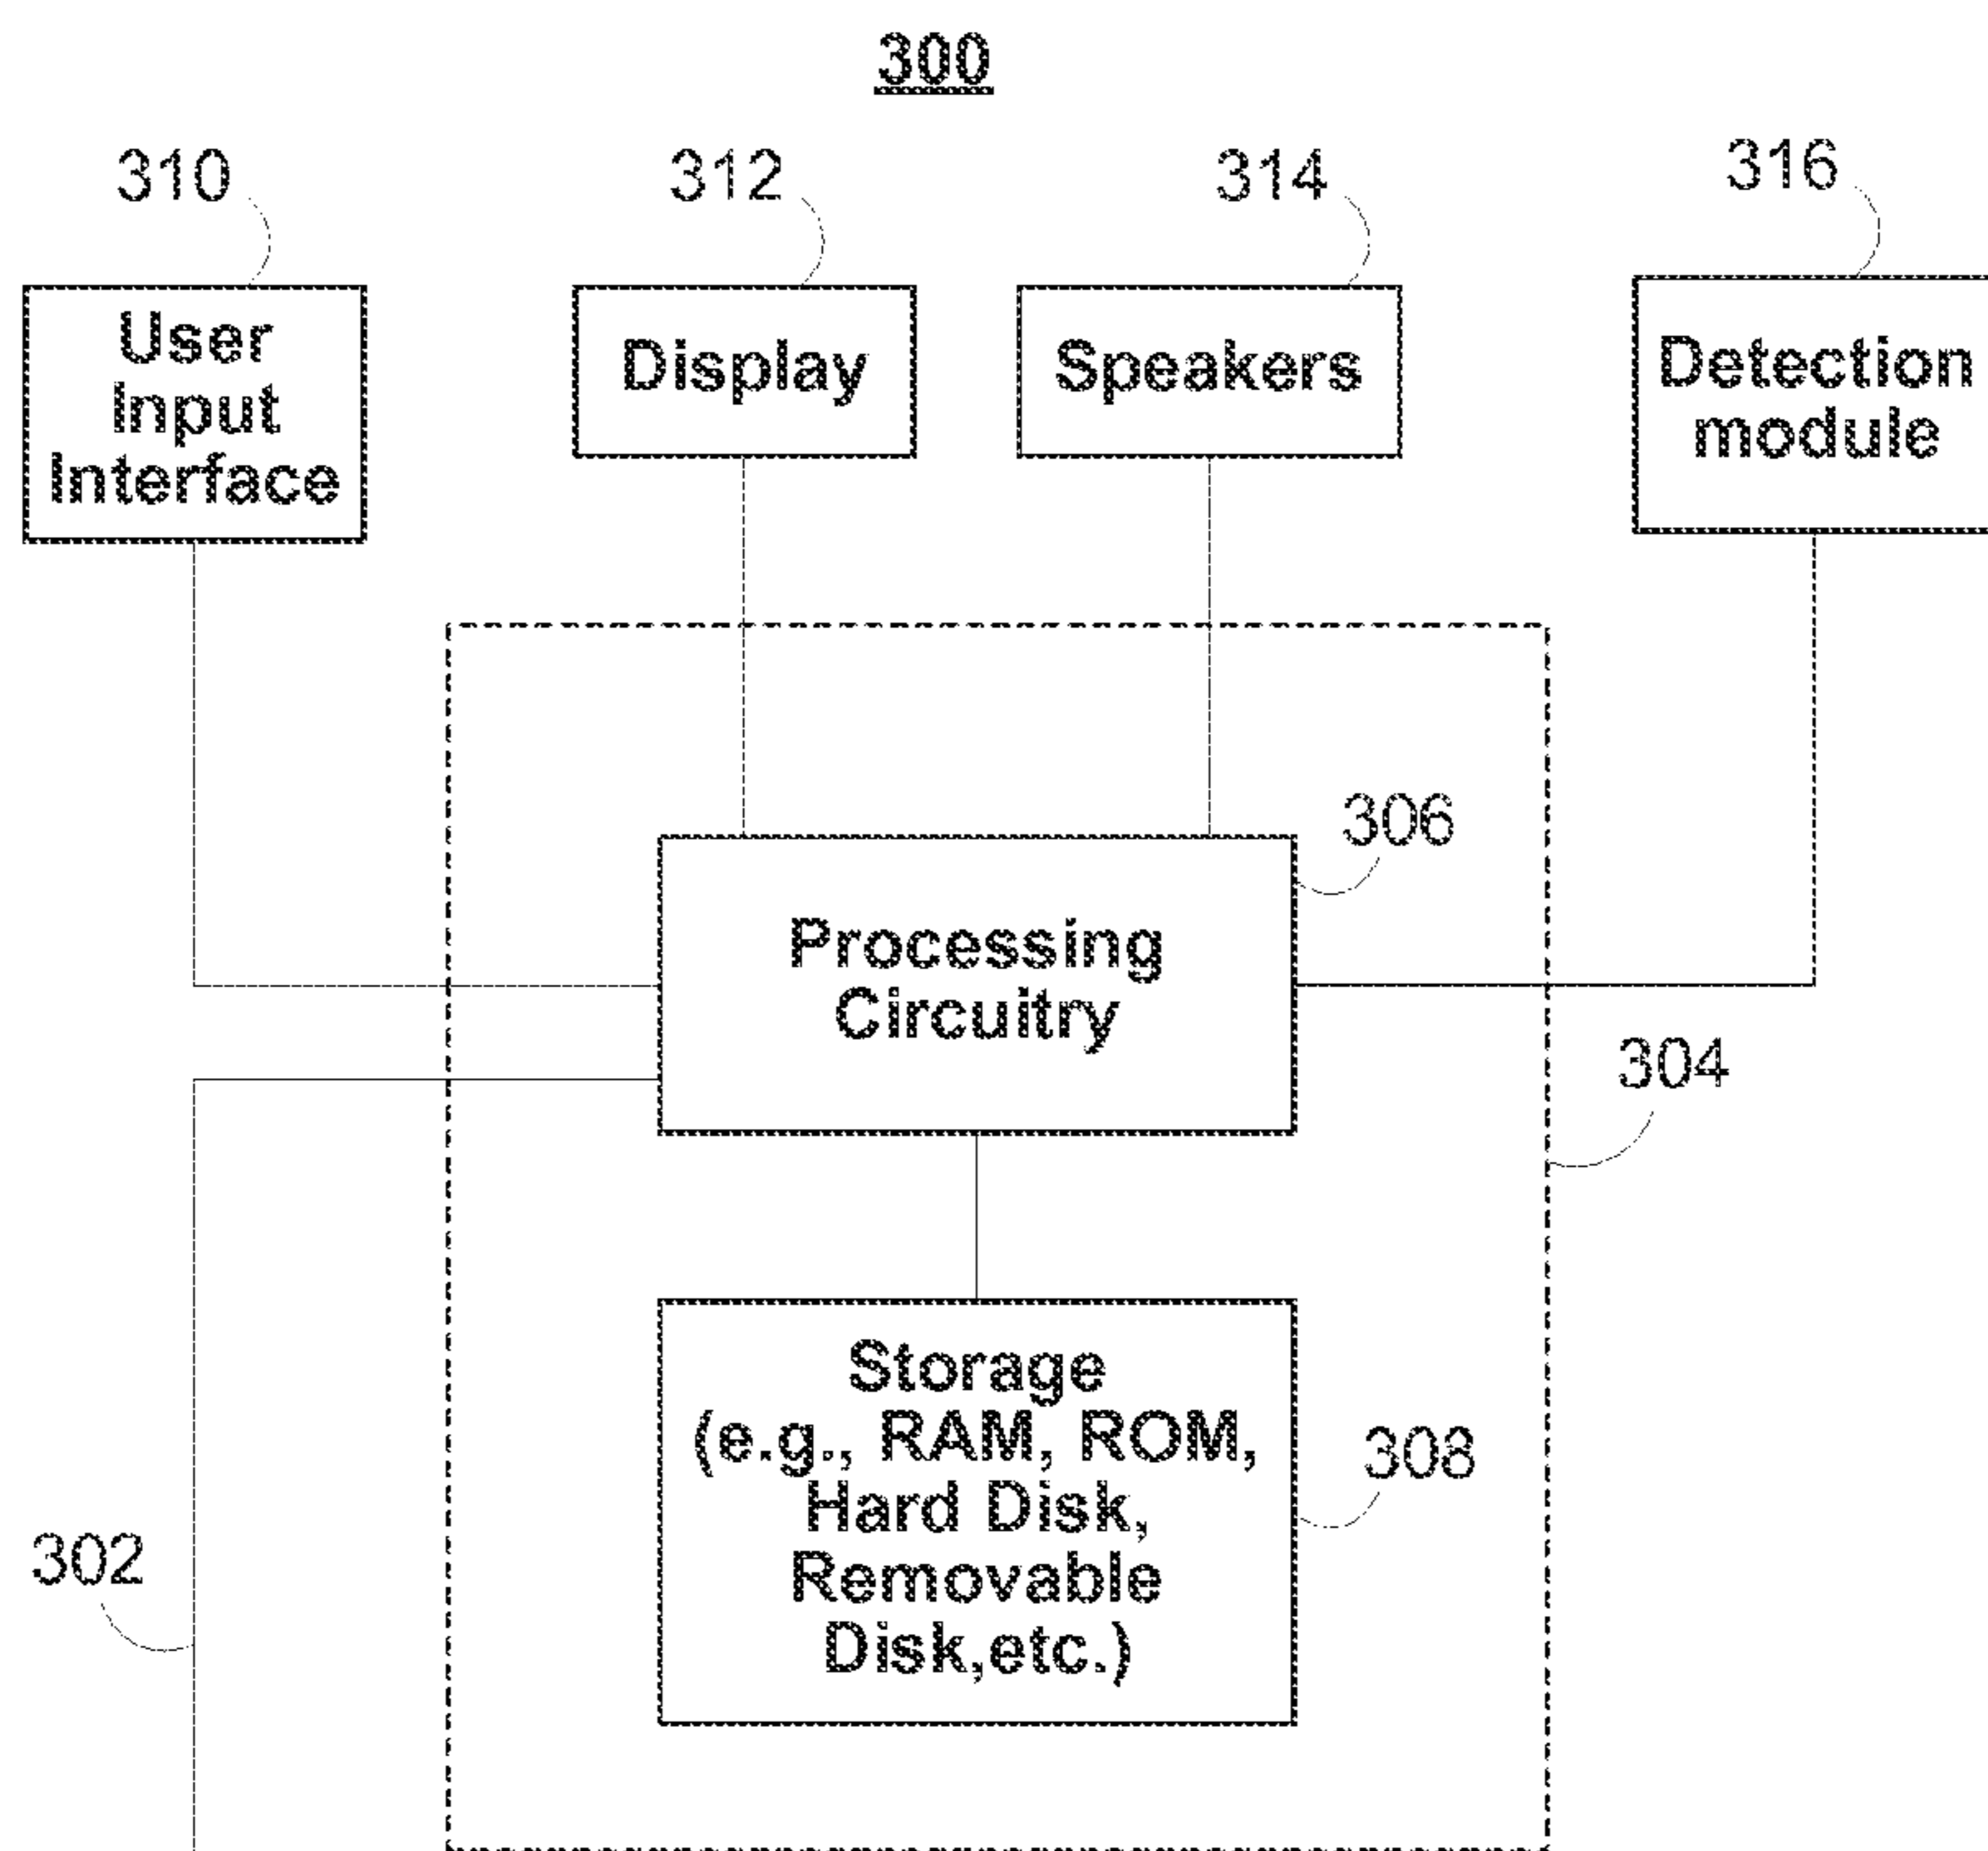 300
310
312
314
316
User
Input
Interface
Display
Speakers
Detection
module
306
Processing
Circuitry
304
Storage
(e.g., RAM, ROM,
Hard Disk,
Removable
Disk,etc.)
308
302